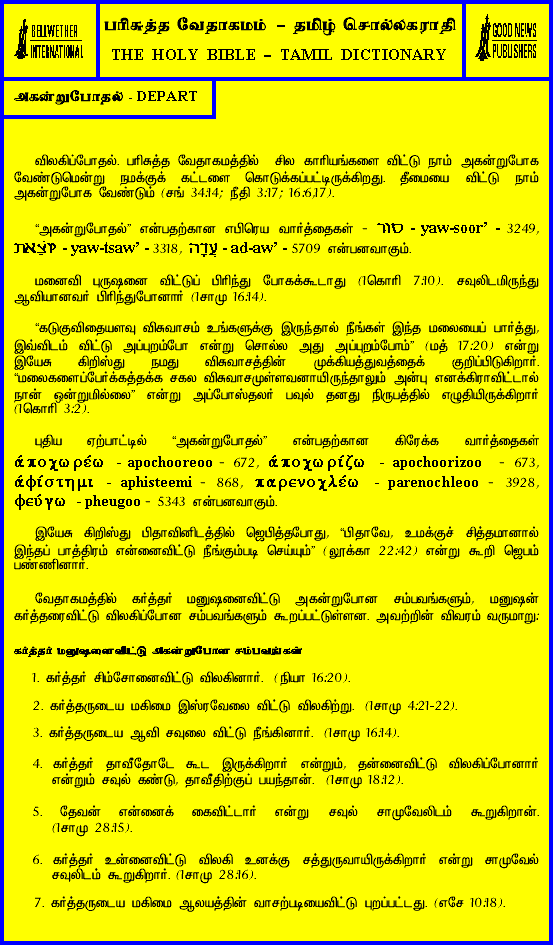 BELLWETHER
INTERNATIONAL
பரிசுத்த வேதாகமம் – தமிழ் சொல்லகராதி
THE HOLY BIBLE – TAMIL DICTIONARY
GOOD NEWS
PUBLISHERS
அகன்றுபோதல் - DEPART
விலகிப்போதல். பரிசுத்த வேதாகமத்தில் சில காரியங்களை விட்டு நாம் அகன்றுபோக
வேண்டுமென்று நமக்குக் கட்டளை கொடுக்கப்பட்டிருக்கிறது. தீமையை விட்டு நாம்
அகன்றுபோக வேண்டும் (சங் 34:14; நீதி 3:17; 16:6,17).
“அகன்றுபோதல்” என்பதற்கான எபிரெய வார்த்தைகள் - סוּר - yaw-soor’ - 3249,
יָצָאת - yaw-tsaw’ - 3318, עָדָה - ad-aw’ - 5709 என்பனவாகும்.
மனைவி புருஷனை விட்டுப் பிரிந்து போகக்கூடாது (1கொரி 7:10). சவுலிடமிருந்து
ஆவியானவர் பிரிந்துபோனார் (1சாமு 16:14).
“கடுகுவிதையளவு விசுவாசம் உங்களுக்கு இருந்தால் நீங்கள் இந்த மலையைப் பார்த்து,
இவ்விடம் விட்டு அப்புறம்போ என்று சொல்ல அது அப்புறம்போம்” (மத் 17:20) என்று
இயேசு கிறிஸ்து நமது விசுவாசத்தின் முக்கியத்துவத்தைக் குறிப்பிடுகிறார்.
“மலைகளைப்பேர்க்கத்தக்க சகல விசுவாசமுள்ளவனாயிருந்தாலும் அன்பு எனக்கிராவிட்டால்
நான் ஒன்றுமில்லை” என்று அப்போஸ்தலர் பவுல் தனது நிருபத்தில் எழுதியிருக்கிறார்
(1கொரி 3:2).
புதிய ஏற்பாட்டில் “அகன்றுபோதல்” என்பதற்கான கிரேக்க வார்த்தைகள்
ἀποχωρέω - apochooreoo - 672, ἀποχωρίζω - apochoorizoo - 673,
ἀφίστημι - aphisteemi - 868, παρενοχλέω - parenochleoo - 3928,
φεύγω - pheugoo - 5343 என்பனவாகும்.
இயேசு கிறிஸ்து பிதாவினிடத்தில் ஜெபித்தபோது, “பிதாவே, உமக்குச் சித்தமானால்
இந்தப் பாத்திரம் என்னைவிட்டு நீங்கும்படி செய்யும்” (லூக்கா 22:42) என்று கூறி ஜெபம்
பண்ணினார்.
வேதாகமத்தில் கர்த்தர் மனுஷனைவிட்டு அகன்றுபோன சம்பவங்களும், மனுஷன்
கர்த்தரைவிட்டு விலகிப்போன சம்பவங்களும் கூறப்பட்டுள்ளன. அவற்றின் விவரம் வருமாறு:
கர்த்தர் மனுஷனைவிட்டு அகன்றுபோன சம்பவங்கள்
1. கர்த்தர் சிம்சோனைவிட்டு விலகினார். (நியா 16:20).
2. கர்த்தருடைய மகிமை இஸ்ரவேலை விட்டு விலகிற்று. (1சாமு 4:21-22).
3. கர்த்தருடைய ஆவி சவுலை விட்டு நீங்கினார். (1சாமு 16:14).
4. கர்த்தர் தாவீதோடே கூட இருக்கிறார் என்றும், தன்னைவிட்டு விலகிப்போனார்
என்றும் சவுல் கண்டு, தாவீதிற்குப் பயந்தான். (1சாமு 18:12).
5. தேவன் என்னைக் கைவிட்டார் என்று சவுல் சாமுவேலிடம் கூறுகிறான்.
(1சாமு 28:15).
6. கர்த்தர் உன்னைவிட்டு விலகி உனக்கு சத்துருவாயிருக்கிறார் என்று சாமுவேல்
சவுலிடம் கூறுகிறார். (1சாமு 28:16).
7. கர்த்தருடைய மகிமை ஆலயத்தின் வாசற்படியைவிட்டு புறப்பட்டது. (எசே 10:18).